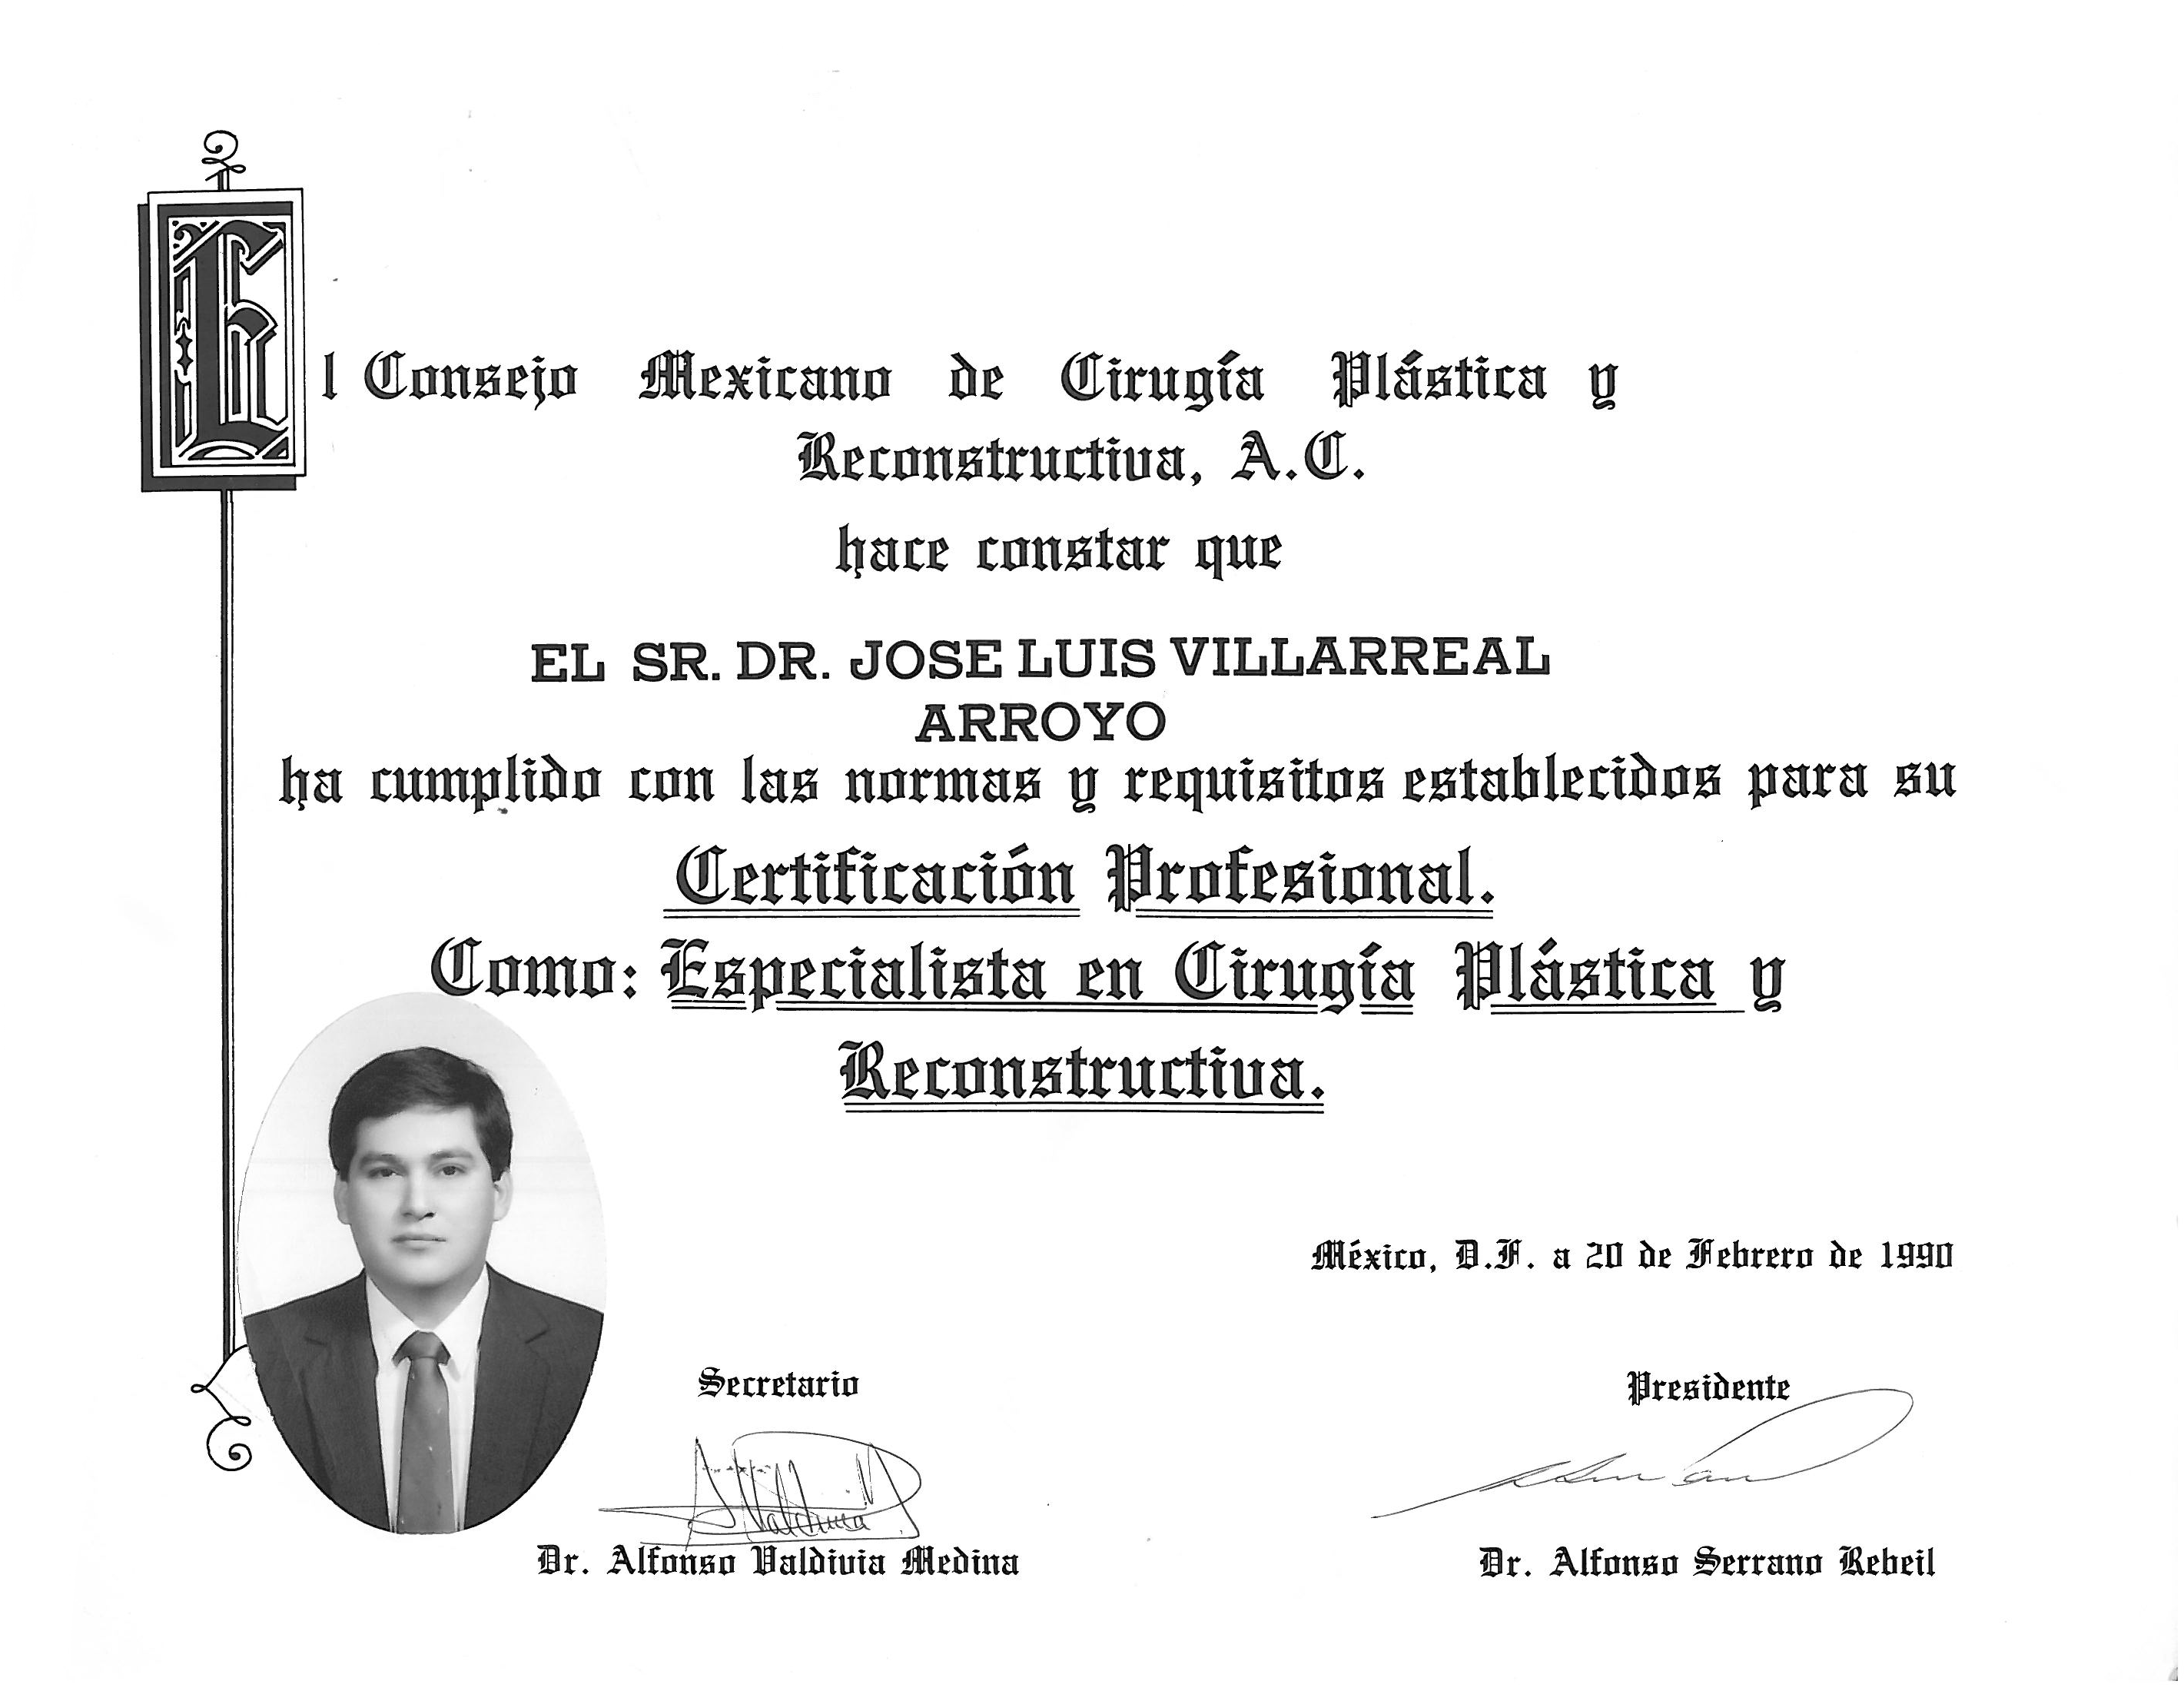 El Consejo Mexicano de Cirugía Plástica y
Reconstructiva, A.C.
hace constar que
EL SR. DR. JOSE LUIS VILLARREAL
ARROYO
ha cumplido con las normas y requisitos establecidos para su
Certificación Profesional.
Como: Especialista en Cirugía Plástica y
Reconstructiva.
México, D.F. a 20 de Febrero de 1990
Secretario
Presidente
Dr. Alfonso Valdivia Medina
Dr. Alfonso Serrano Rebeil